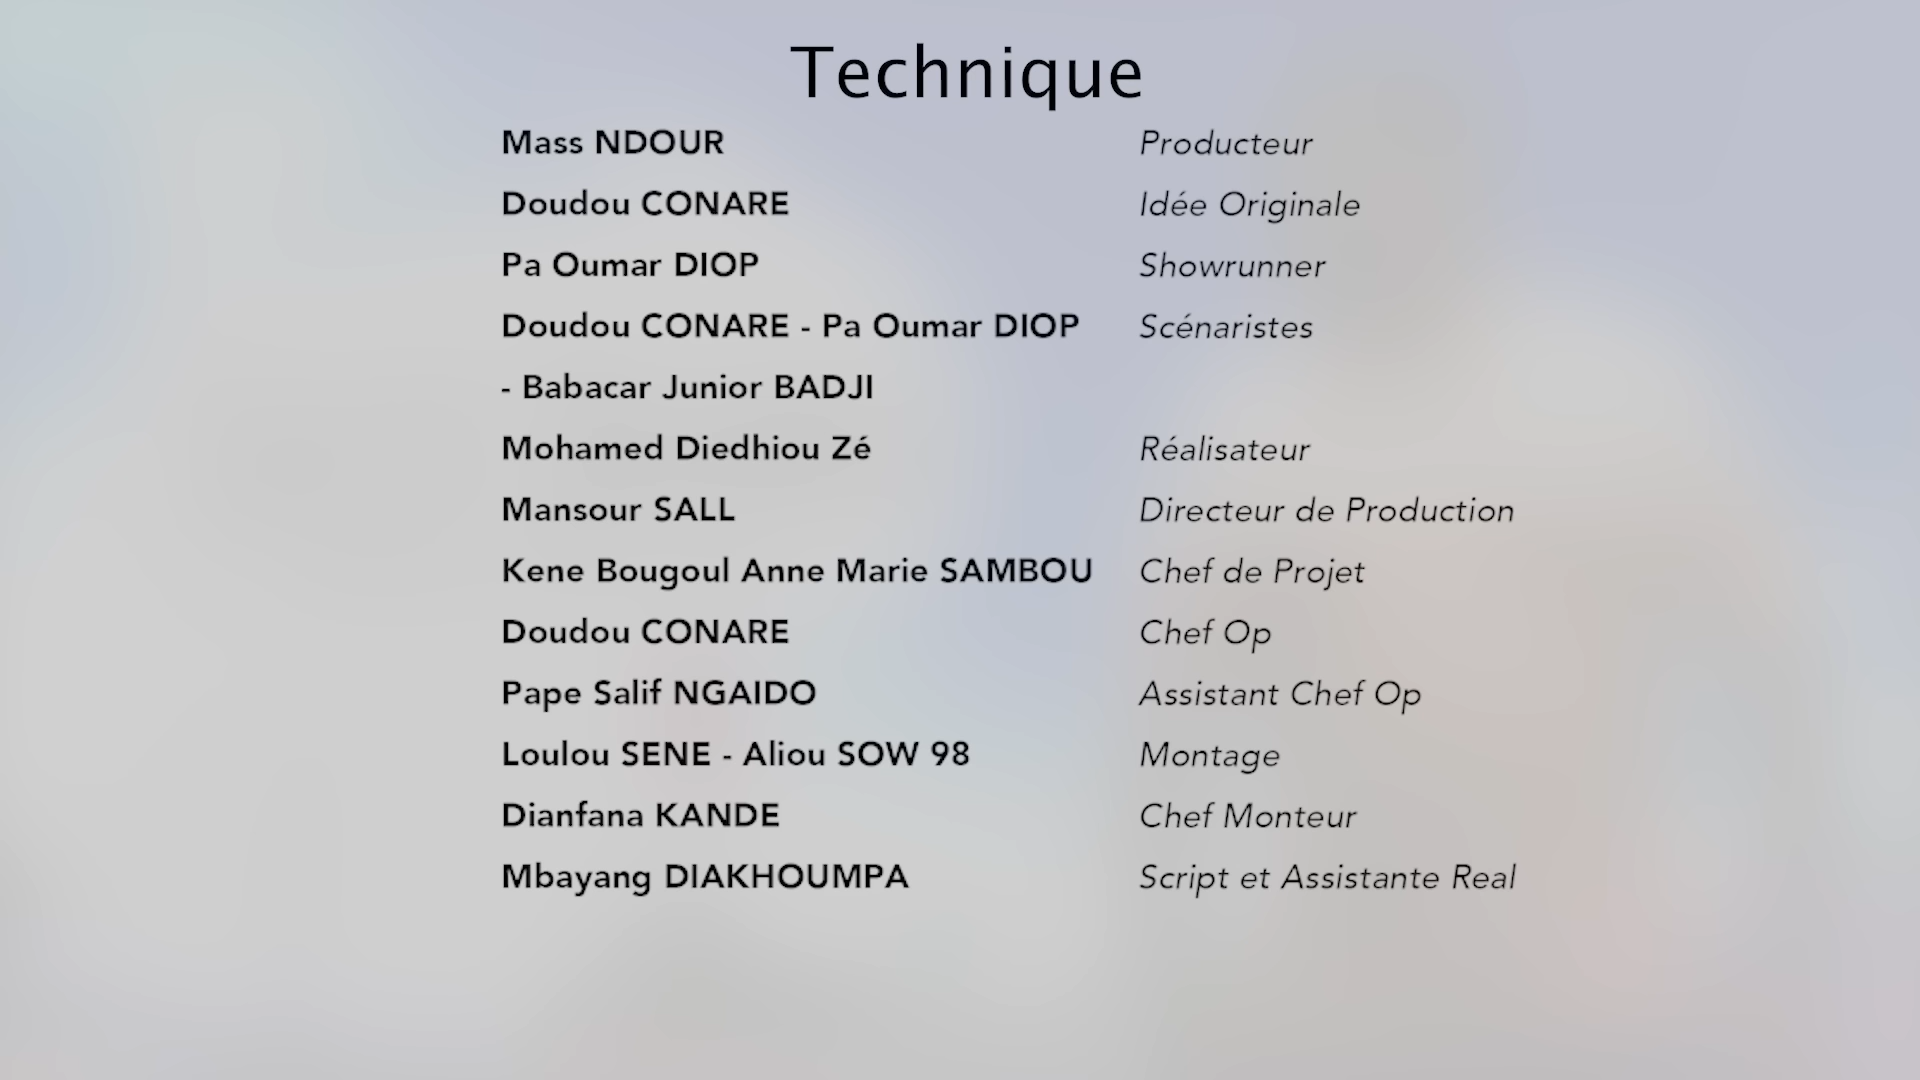 Technique
Mass NDOUR Producteur
Doudou CONARE Idée Originale
Pa Oumar DIOP Showrunner
Doudou CONARE - Pa Oumar DIOP Scénaristes
- Babacar Junior BADJI
Mohamed Diedhiou Zé Réalisateur
Mansour SALL Directeur de Production
Kene Bougoul Anne Marie SAMBOU Chef de Projet
Doudou CONARE Chef Op
Pape Salif NGAIDO Assistant Chef Op
Loulou SENE - Aliou SOW 98 Montage
Dianfana KANDE Chef Monteur
Mbayang DIAKHOUMPA Script et Assistante Real